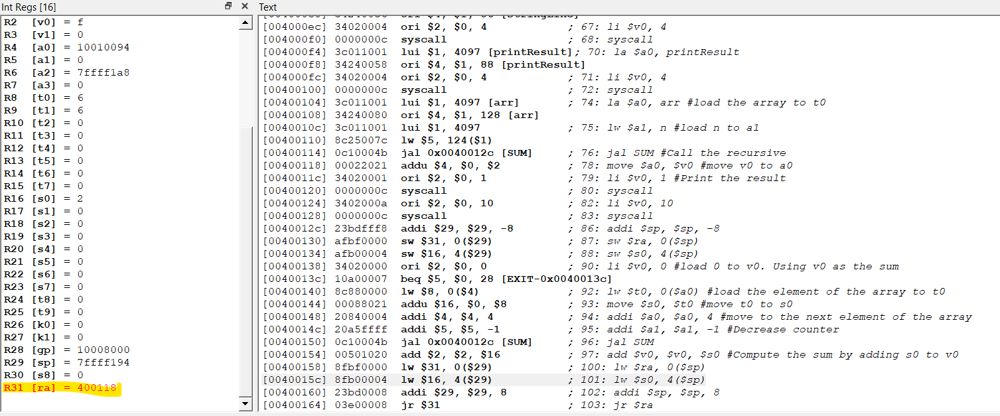 Int Regs [16]
R2 [v0] = f
R3 [v1] = 0
R4 [a0] = 10010094
R5 [a1] = 0
R6 [a2] = 7ffff1a8
R7 [a3] = 0
R8 [t0] = 6
R9 [t1] = 6
R10 [t2] = 0
R11 [t3] = 0
R12 [t4] = 0
R13 [t5] = 0
R14 [t6] = 0
R15 [t7] = 0
R16 [s0] = 2
R17 [s1] = 0
R18 [s2] = 0
R19 [s3] = 0
R20 [s4] = 0
R21 [s5] = 0
R22 [s6] = 0
R23 [s7] = 0
R24 [t8] = 0
R25 [t9] = 0
R26 [k0] = 0
R27 [k1] = 0
R28 [gp] = 10008000
R29 [sp] = 7ffff194
R30 [s8] = 0
R31 [ra] = 400118
Text
[004000ec] 34020004 ori $2, $0, 4 ; 67: li $v0, 4
[004000f0] 0000000c syscall ; 68: syscall
[004000f4] 3c011001 lui $1, 4097 [printResult]; 70: la $a0, printResult
[004000f8] 34240058 ori $4, $1, 88 [printResult]
[004000fc] 34020004 ori $2, $0, 4 ; 71: li $v0, 4
[00400100] 0000000c syscall ; 72: syscall
[00400104] 3c011001 lui $1, 4097 [arr] ; 74: la $a0, arr #load the array to t0
[00400108] 34240080 ori $4, $1, 128 [arr]
[0040010c] 3c011001 lui $1, 4097 ; 75: lw $a1, n #load n to a1
[00400110] 8c25007c lw $5, 124($1)
[00400114] 0c10004b jal 0x0040012c [SUM] ; 76: jal SUM #Call the recursive
[00400118] 00022021 addu $4, $0, $2 ; 78: move $a0, $v0 #move v0 to a0
[0040011c] 34020001 ori $2, $0, 1 ; 79: li $v0, 1 #Print the result
[00400120] 0000000c syscall ; 80: syscall
[00400124] 3402000a ori $2, $0, 10 ; 82: li $v0, 10
[00400128] 0000000c syscall ; 83: syscall
[0040012c] 23bdfff8 addi $29, $29, -8 ; 86: addi $sp, $sp, -8
[00400130] afbf0000 sw $31, 0($29) ; 87: sw $ra, 0($sp)
[00400134] afb00004 sw $16, 4($29) ; 88: sw $s0, 4($sp)
[00400138] 34020000 ori $2, $0, 0 ; 90: li $v0, 0 #load 0 to v0. Using v0 as the sum
[0040013c] 10a00007 beq $5, $0, 28 [EXIT-0x0040013c]
[00400140] 8c880000 lw $8, 0($4) ; 92: lw $t0, 0($a0) #load the element of the array to t0
[00400144] 00088021 addu $16, $0, $8 ; 93: move $s0, $t0 #move t0 to s0
[00400148] 20840004 addi $4, $4, 4 ; 94: addi $a0, $a0, 4 #move to the next element of the array
[0040014c] 20a5ffff addi $5, $5, -1 ; 95: addi $a1, $a1, -1 #Decrease counter
[00400150] 0c10004b jal 0x0040012c [SUM] ; 96: jal SUM
[00400154] 00501020 add $2, $2, $16 ; 97: add $v0, $v0, $s0 #Compute the sum by adding s0 to v0
[00400158] 8fbf0000 lw $31, 0($29) ; 100: lw $ra, 0($sp)
[0040015c] 8fb00004 lw $16, 4($29) ; 101: lw $s0, 4($sp)
[00400160] 23bd0008 addi $29, $29, 8 ; 102: addi $sp, $sp, 8
[00400164] 03e00008 jr $31 ; 103: jr $ra